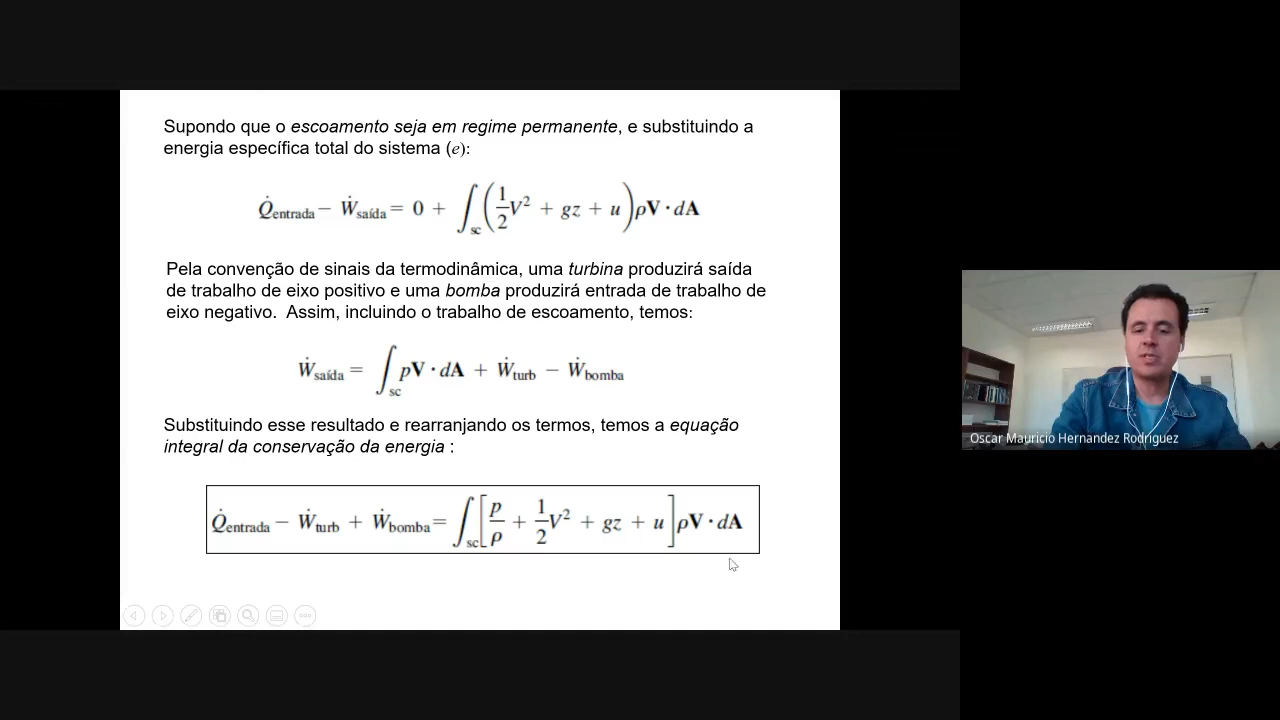 Supondo que o escoamento seja em regime permanente, e substituindo a
energia específica total do sistema (e):
Q̇entrada − Ẇsaída = 0 + ∫sc (1/2 V² + gz + u) ρV · dA
Pela convenção de sinais da termodinâmica, uma turbina produzirá saída
de trabalho de eixo positivo e uma bomba produzirá entrada de trabalho de
eixo negativo. Assim, incluindo o trabalho de escoamento, temos:
Ẇsaída = ∫sc pV · dA + Ẇturb − Ẇbomba
Substituindo esse resultado e rearranjando os termos, temos a equação
integral da conservação da energia :
Q̇entrada − Ẇturb + Ẇbomba = ∫sc [p/ρ + 1/2 V² + gz + u] ρV · dA
Oscar Mauricio Hernandez Rodriguez